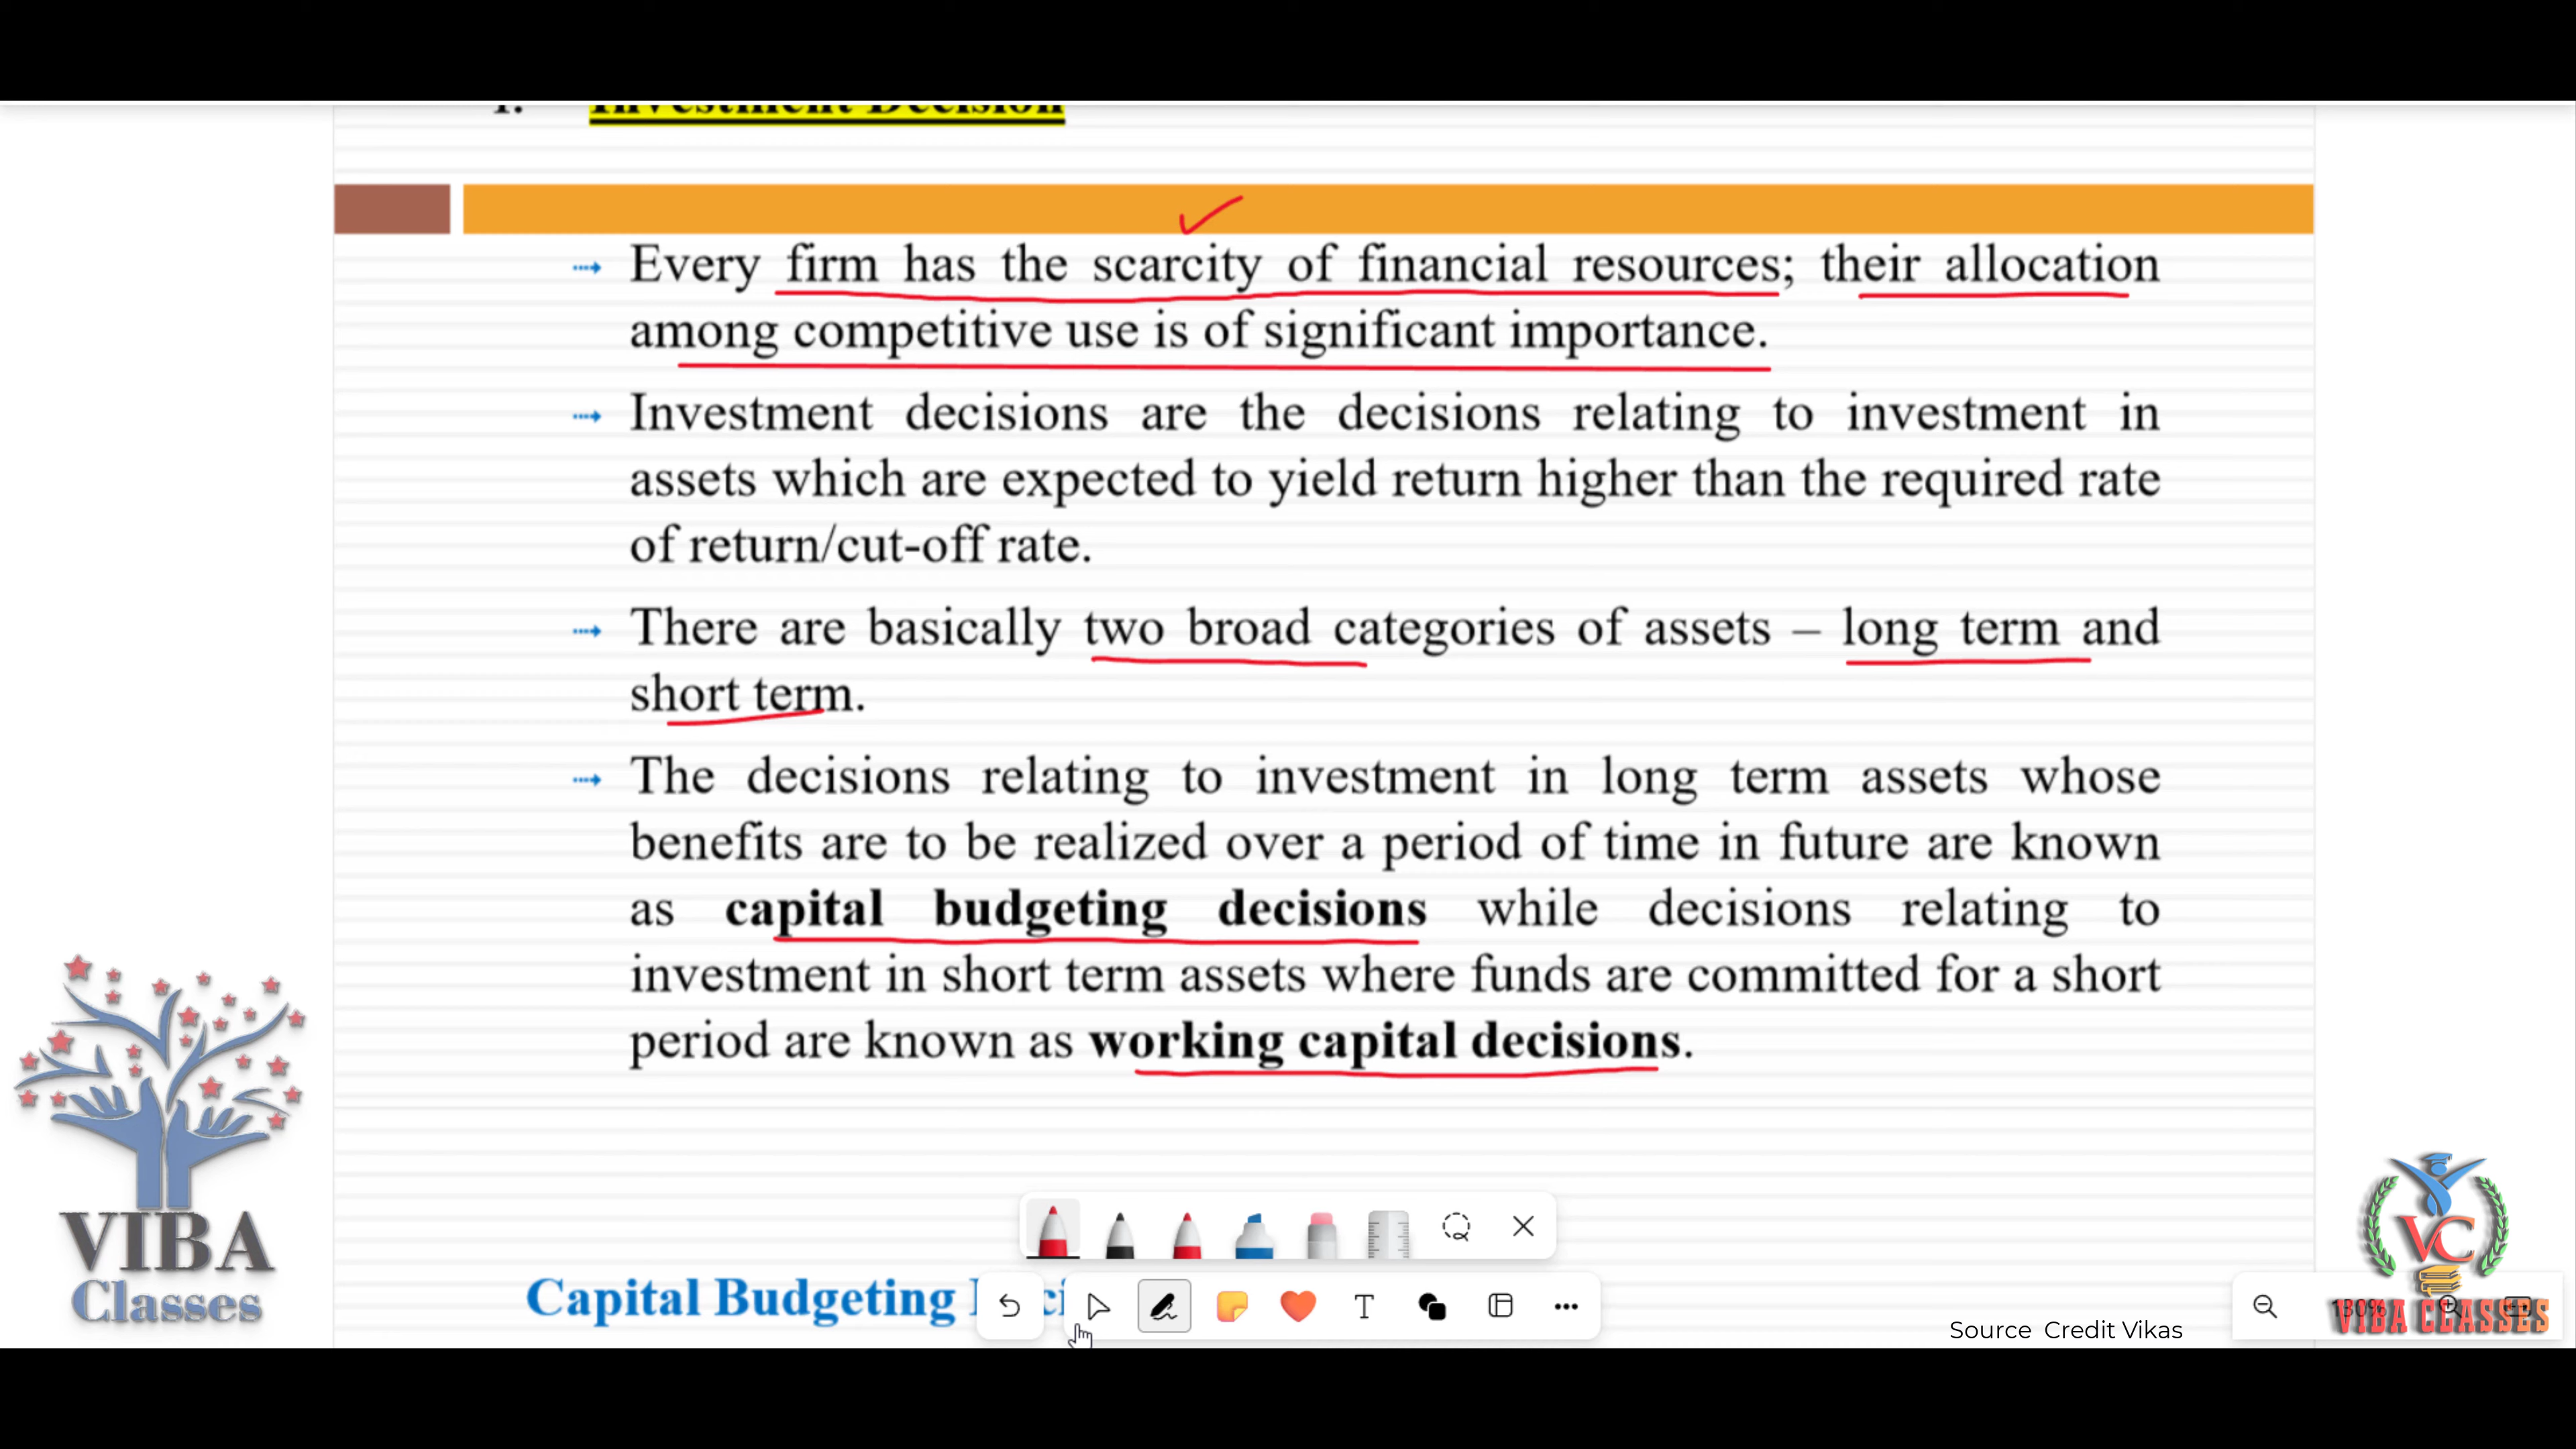 1. Investment Decision
Every firm has the scarcity of financial resources; their allocation
among competitive use is of significant importance.
Investment decisions are the decisions relating to investment in
assets which are expected to yield return higher than the required rate
of return/cut-off rate.
There are basically two broad categories of assets – long term and
short term.
The decisions relating to investment in long term assets whose
benefits are to be realized over a period of time in future are known
as capital budgeting decisions while decisions relating to
investment in short term assets where funds are committed for a short
period are known as working capital decisions.
VIBA
Classes
Capital Budgeting
T
VC
130%
VIBA CLASSES
Source Credit Vikas